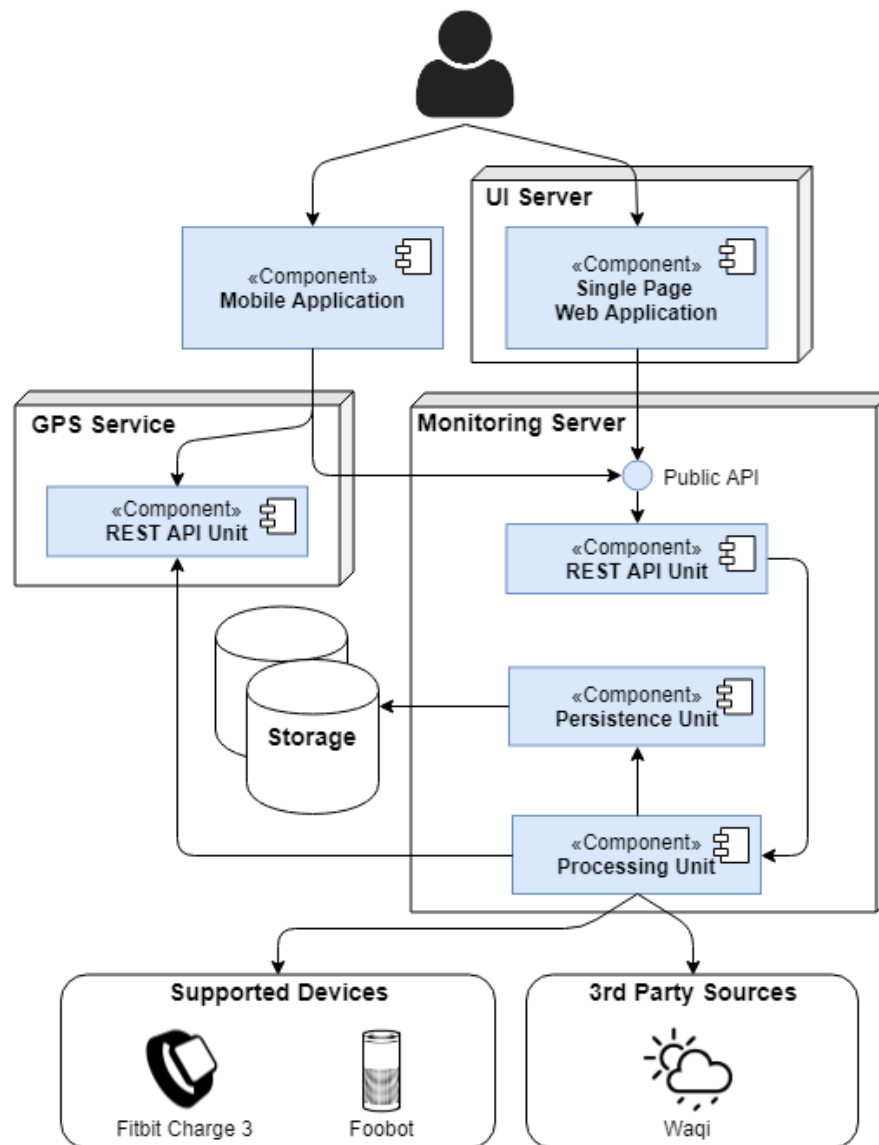 UI Server
«Component»
Mobile Application
«Component»
Single Page
Web Application
GPS Service
«Component»
REST API Unit
Monitoring Server
Public API
«Component»
REST API Unit
«Component»
Persistence Unit
Storage
«Component»
Processing Unit
Supported Devices
Fitbit Charge 3
Foobot
3rd Party Sources
Waqi